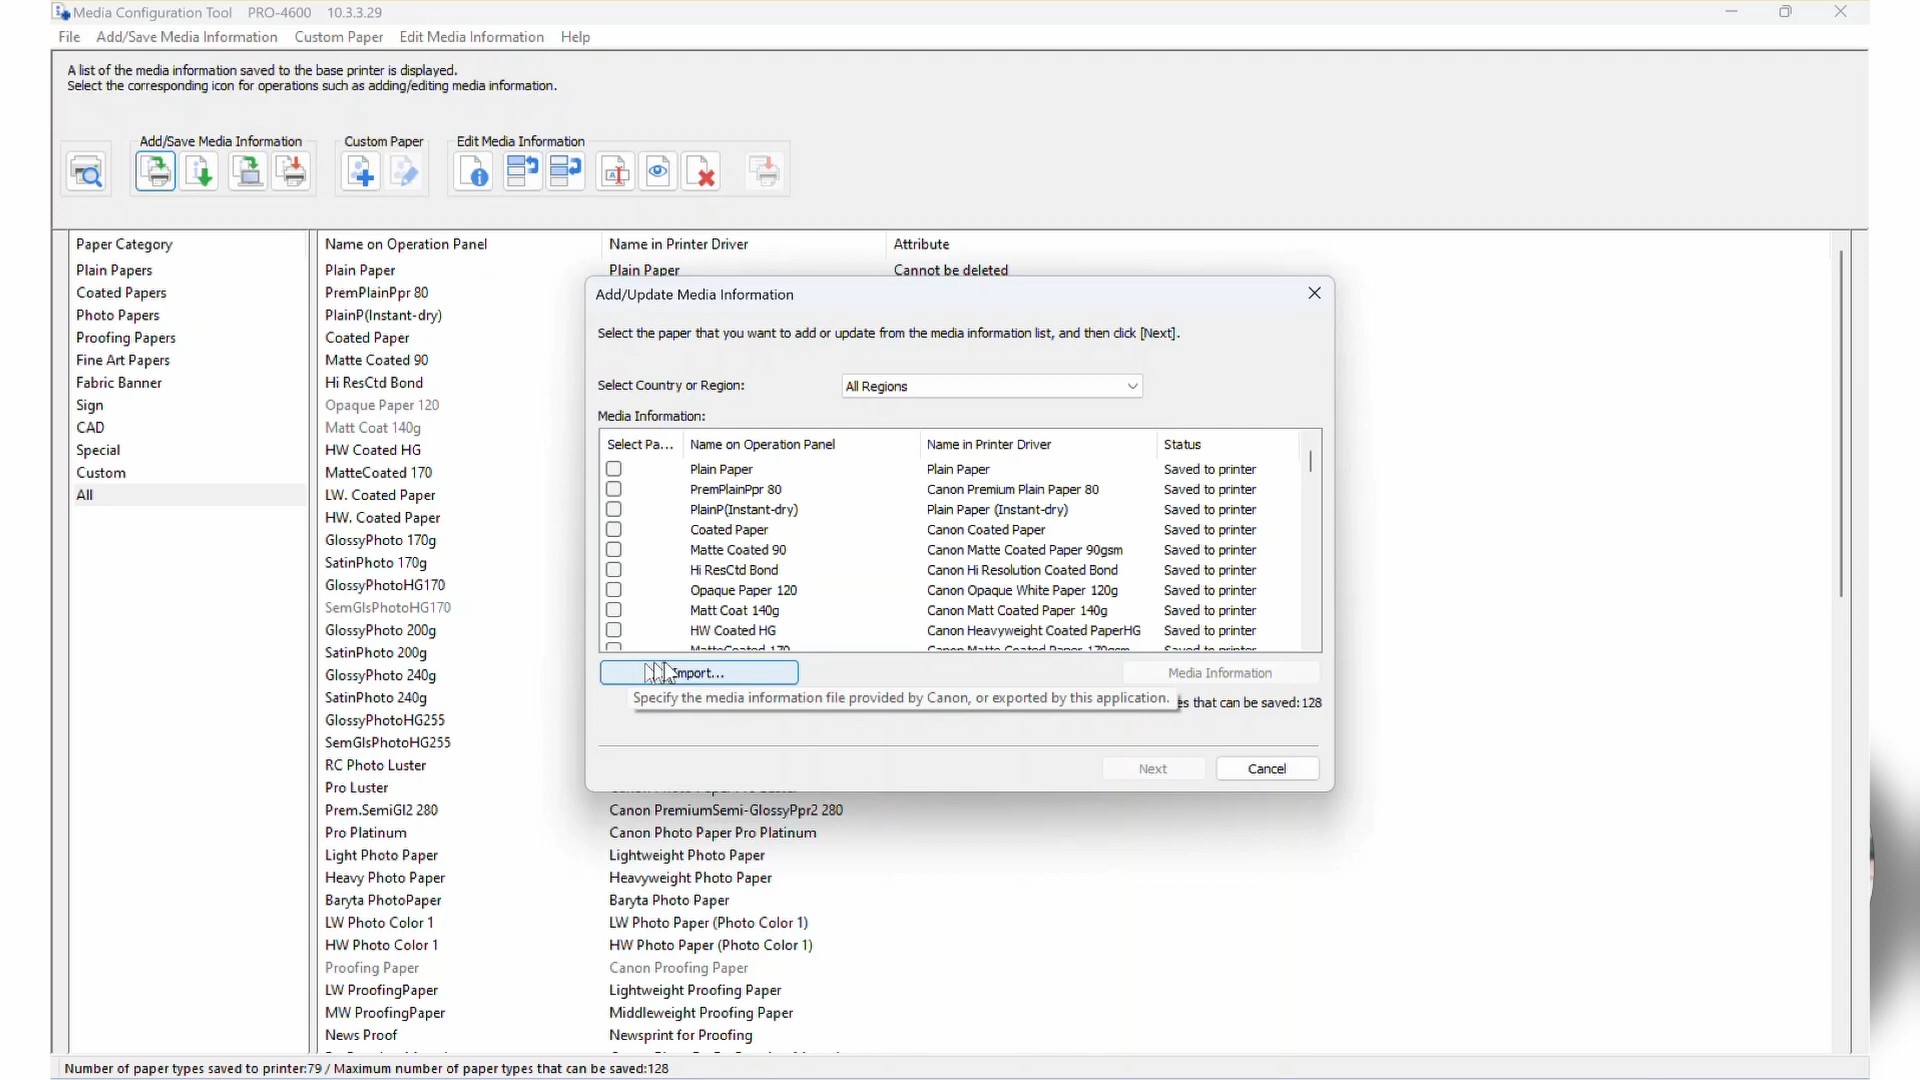 Media Configuration Tool PRO-4600 10.3.3.29
File Add/Save Media Information Custom Paper Edit Media Information Help
A list of the media information saved to the base printer is displayed.
Select the corresponding icon for operations such as adding/editing media information.
Add/Save Media Information Custom Paper Edit Media Information
Paper Category
Plain Papers
Coated Papers
Photo Papers
Proofing Papers
Fine Art Papers
Fabric Banner
Sign
CAD
Special
Custom
All
Name on Operation Panel Name in Printer Driver Attribute
Plain Paper Plain Paper Cannot be deleted
PremPlainPpr 80
PlainP(Instant-dry)
Coated Paper
Matte Coated 90
Hi ResCtd Bond
Opaque Paper 120
Matt Coat 140g
HW Coated HG
MatteCoated 170
LW. Coated Paper
HW. Coated Paper
GlossyPhoto 170g
SatinPhoto 170g
GlossyPhotoHG170
SemGlsPhotoHG170
GlossyPhoto 200g
SatinPhoto 200g
GlossyPhoto 240g
SatinPhoto 240g
GlossyPhotoHG255
SemGlsPhotoHG255
RC Photo Luster
Pro Luster
Prem.SemiGl2 280 Canon PremiumSemi-GlossyPpr2 280
Pro Platinum Canon Photo Paper Pro Platinum
Light Photo Paper Lightweight Photo Paper
Heavy Photo Paper Heavyweight Photo Paper
Baryta PhotoPaper Baryta Photo Paper
LW Photo Color 1 LW Photo Paper (Photo Color 1)
HW Photo Color 1 HW Photo Paper (Photo Color 1)
Proofing Paper Canon Proofing Paper
LW ProofingPaper Lightweight Proofing Paper
MW ProofingPaper Middleweight Proofing Paper
News Proof Newsprint for Proofing
Add/Update Media Information
Select the paper that you want to add or update from the media information list, and then click [Next].
Select Country or Region: All Regions
Media Information:
Select Pa... Name on Operation Panel Name in Printer Driver Status
Plain Paper Plain Paper Saved to printer
PremPlainPpr 80 Canon Premium Plain Paper 80 Saved to printer
PlainP(Instant-dry) Plain Paper (Instant-dry) Saved to printer
Coated Paper Canon Coated Paper Saved to printer
Matte Coated 90 Canon Matte Coated Paper 90gsm Saved to printer
Hi ResCtd Bond Canon Hi Resolution Coated Bond Saved to printer
Opaque Paper 120 Canon Opaque White Paper 120g Saved to printer
Matt Coat 140g Canon Matt Coated Paper 140g Saved to printer
HW Coated HG Canon Heavyweight Coated PaperHG Saved to printer
MatteCoated 170 Canon Matte Coated Paper 170gsm Saved to printer
Import... Media Information
Specify the media information file provided by Canon, or exported by this application.
es that can be saved:128
Next Cancel
Number of paper types saved to printer:79 / Maximum number of paper types that can be saved:128